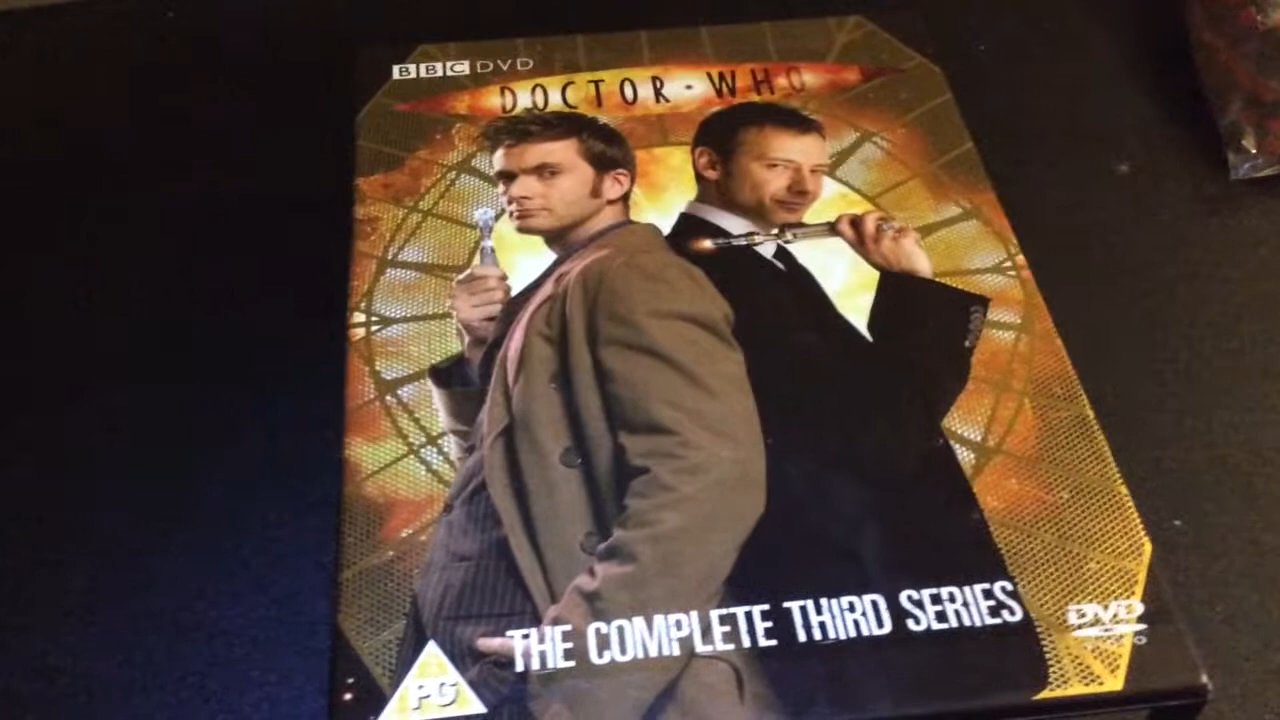 BBC DVD
DOCTOR·WHO
THE COMPLETE THIRD SERIES
DVD
PG